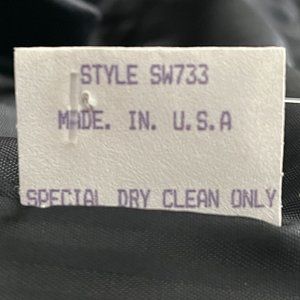 STYLE SW733
MADE. IN. U.S.A
SPECIAL DRY CLEAN ONLY